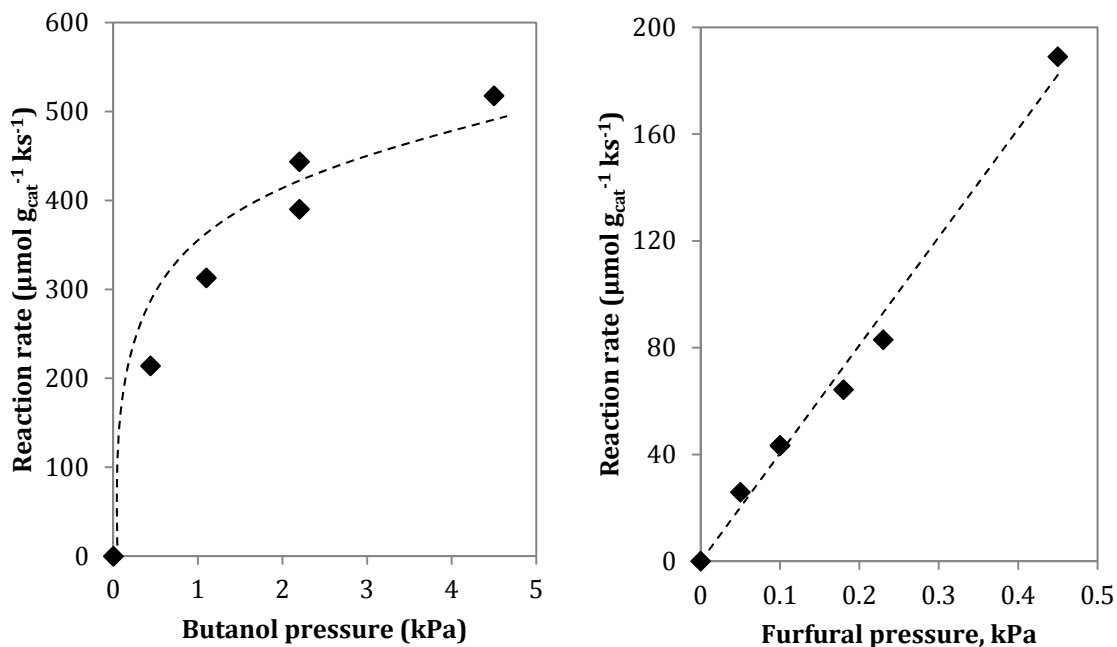 Reaction rate (µmol g_cat⁻¹ ks⁻¹)
600
500
400
300
200
100
0
0 1 2 3 4 5
Butanol pressure (kPa)
Reaction rate (µmol g_cat⁻¹ ks⁻¹)
200
160
120
80
40
0
0 0.1 0.2 0.3 0.4 0.5
Furfural pressure, kPa